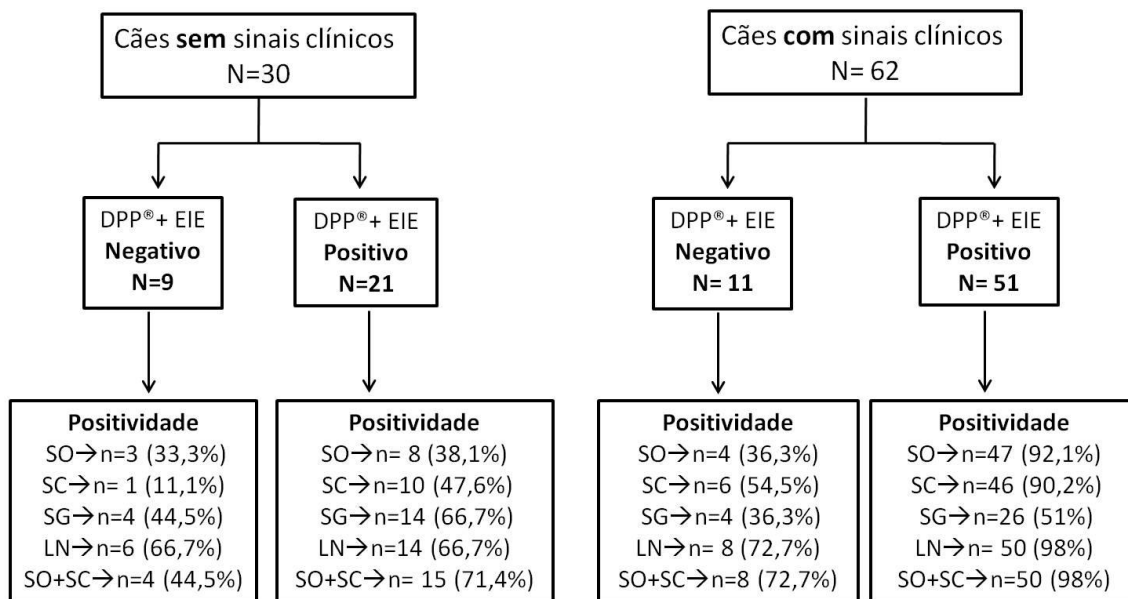 Cães sem sinais clínicos
N=30
DPP®+ EIE
Negativo
N=9
DPP®+ EIE
Positivo
N=21
Positividade
SO→n=3 (33,3%)
SC→n= 1 (11,1%)
SG→n=4 (44,5%)
LN→n=6 (66,7%)
SO+SC→n=4 (44,5%)
Positividade
SO→n= 8 (38,1%)
SC→n=10 (47,6%)
SG→n=14 (66,7%)
LN→n=14 (66,7%)
SO+SC→n= 15 (71,4%)
Cães com sinais clínicos
N= 62
DPP®+ EIE
Negativo
N= 11
DPP®+ EIE
Positivo
N= 51
Positividade
SO→n=4 (36,3%)
SC→n=6 (54,5%)
SG→n=4 (36,3%)
LN→n= 8 (72,7%)
SO+SC→n=8 (72,7%)
Positividade
SO→n=47 (92,1%)
SC→n=46 (90,2%)
SG→n=26 (51%)
LN→n= 50 (98%)
SO+SC→n=50 (98%)